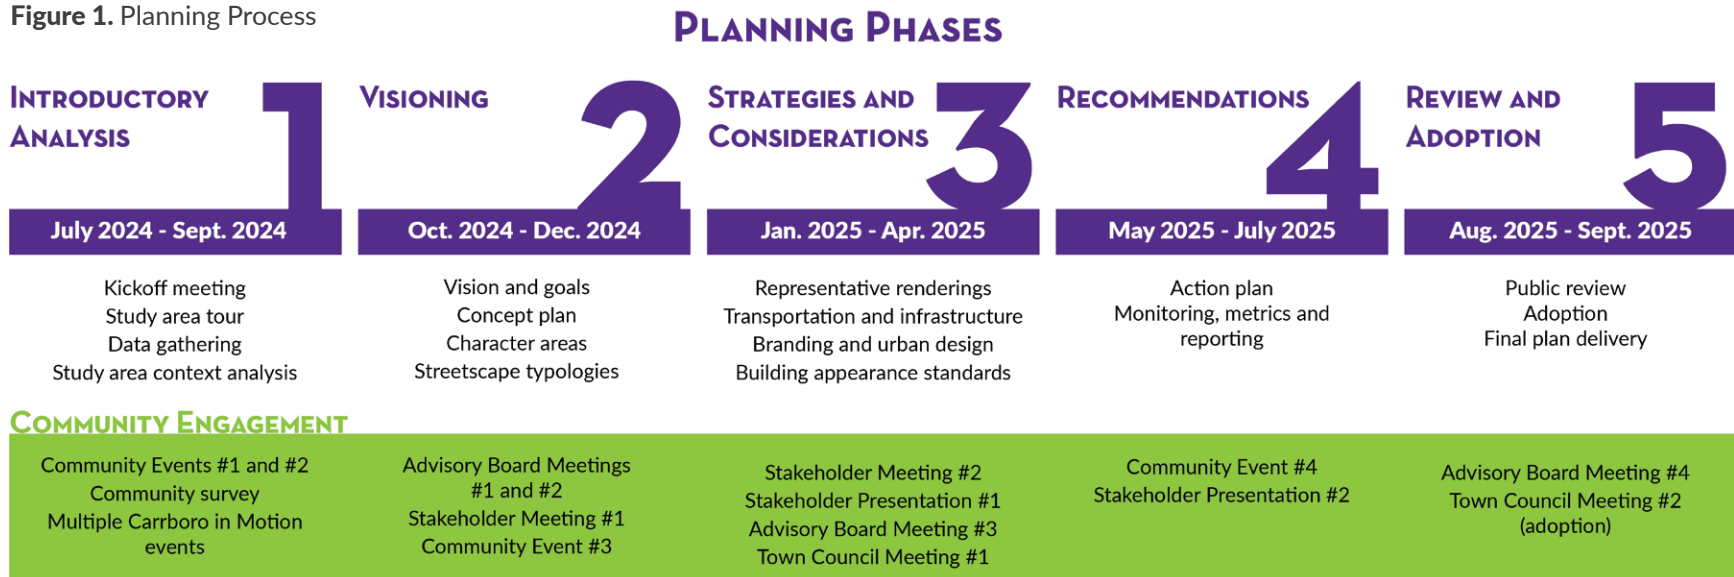 Figure 1. Planning Process
PLANNING PHASES
INTRODUCTORY
ANALYSIS
1
July 2024 - Sept. 2024
Kickoff meeting
Study area tour
Data gathering
Study area context analysis
VISIONING
2
Oct. 2024 - Dec. 2024
Vision and goals
Concept plan
Character areas
Streetscape typologies
STRATEGIES AND
CONSIDERATIONS
3
Jan. 2025 - Apr. 2025
Representative renderings
Transportation and infrastructure
Branding and urban design
Building appearance standards
RECOMMENDATIONS
4
May 2025 - July 2025
Action plan
Monitoring, metrics and
reporting
REVIEW AND
ADOPTION
5
Aug. 2025 - Sept. 2025
Public review
Adoption
Final plan delivery
COMMUNITY ENGAGEMENT
Community Events #1 and #2
Community survey
Multiple Carrboro in Motion
events
Advisory Board Meetings
#1 and #2
Stakeholder Meeting #1
Community Event #3
Stakeholder Meeting #2
Stakeholder Presentation #1
Advisory Board Meeting #3
Town Council Meeting #1
Community Event #4
Stakeholder Presentation #2
Advisory Board Meeting #4
Town Council Meeting #2
(adoption)